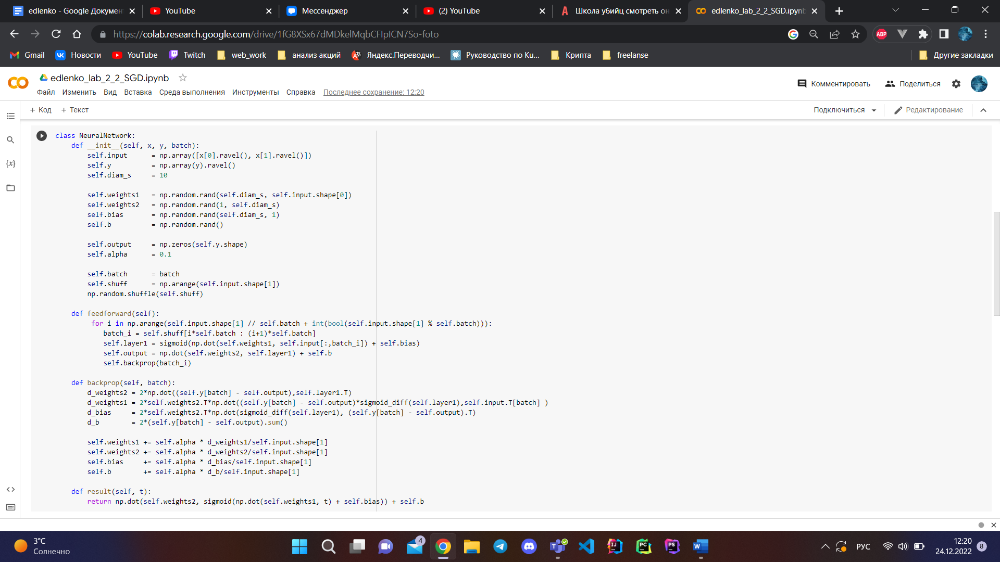 edlenko - Google Докумен
YouTube
Мессенджер
(2) YouTube
Школа убийц смотреть он
edlenko_lab_2_2_SGD.ipynb
https://colab.research.google.com/drive/1fG8XSx67dMDkelMqbCFIpICN7So-foto
ABP
Gmail
Новости
YouTube
Twitch
web_work
анализ акций
Яндекс.Переводчи...
Руководство по Ku...
Крипта
freelanse
Другие закладки
edlenko_lab_2_2_SGD.ipynb
Комментировать
Поделиться
Файл Изменить Вид Вставка Среда выполнения Инструменты Справка Последнее сохранение: 12:20
+ Код + Текст
Подключиться
Редактирование
class NeuralNetwork:
    def __init__(self, x, y, batch):
        self.input      = np.array([x[0].ravel(), x[1].ravel()])
        self.y          = np.array(y).ravel()
        self.diam_s     = 10
        self.weights1   = np.random.rand(self.diam_s, self.input.shape[0])
        self.weights2   = np.random.rand(1, self.diam_s)
        self.bias       = np.random.rand(self.diam_s, 1)
        self.b          = np.random.rand()
        self.output     = np.zeros(self.y.shape)
        self.alpha      = 0.1
        self.batch      = batch
        self.shuff      = np.arange(self.input.shape[1])
        np.random.shuffle(self.shuff)
    def feedforward(self):
         for i in np.arange(self.input.shape[1] // self.batch + int(bool(self.input.shape[1] % self.batch))):
            batch_i = self.shuff[i*self.batch : (i+1)*self.batch]
            self.layer1 = sigmoid(np.dot(self.weights1, self.input[:,batch_i]) + self.bias)
            self.output = np.dot(self.weights2, self.layer1) + self.b
            self.backprop(batch_i)
    def backprop(self, batch):
        d_weights2 = 2*np.dot((self.y[batch] - self.output),self.layer1.T)
        d_weights1 = 2*self.weights2.T*np.dot((self.y[batch] - self.output)*sigmoid_diff(self.layer1),self.input.T[batch] )
        d_bias     = 2*self.weights2.T*np.dot(sigmoid_diff(self.layer1), (self.y[batch] - self.output).T)
        d_b        = 2*(self.y[batch] - self.output).sum()
        self.weights1 += self.alpha * d_weights1/self.input.shape[1]
        self.weights2 += self.alpha * d_weights2/self.input.shape[1]
        self.bias     += self.alpha * d_bias/self.input.shape[1]
        self.b        += self.alpha * d_b/self.input.shape[1]
    def result(self, t):
        return np.dot(self.weights2, sigmoid(np.dot(self.weights1, t) + self.bias)) + self.b
{x}
3°C
Солнечно
4
РУС
12:20
24.12.2022
8